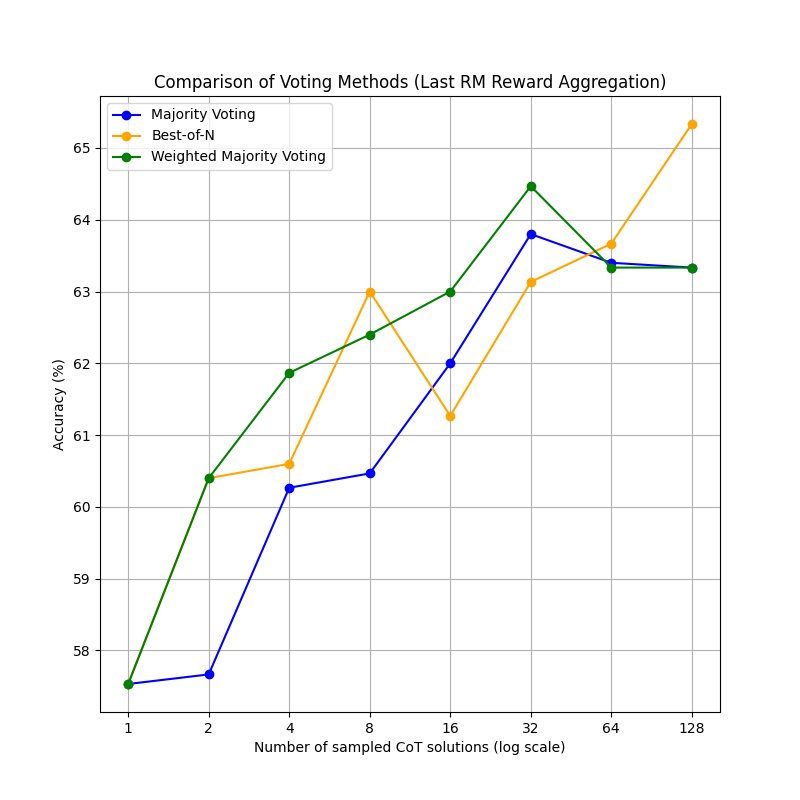 Comparison of Voting Methods (Last RM Reward Aggregation)
Majority Voting
Best-of-N
Weighted Majority Voting
65
64
63
62
61
60
59
58
Accuracy (%)
1 2 4 8 16 32 64 128
Number of sampled CoT solutions (log scale)